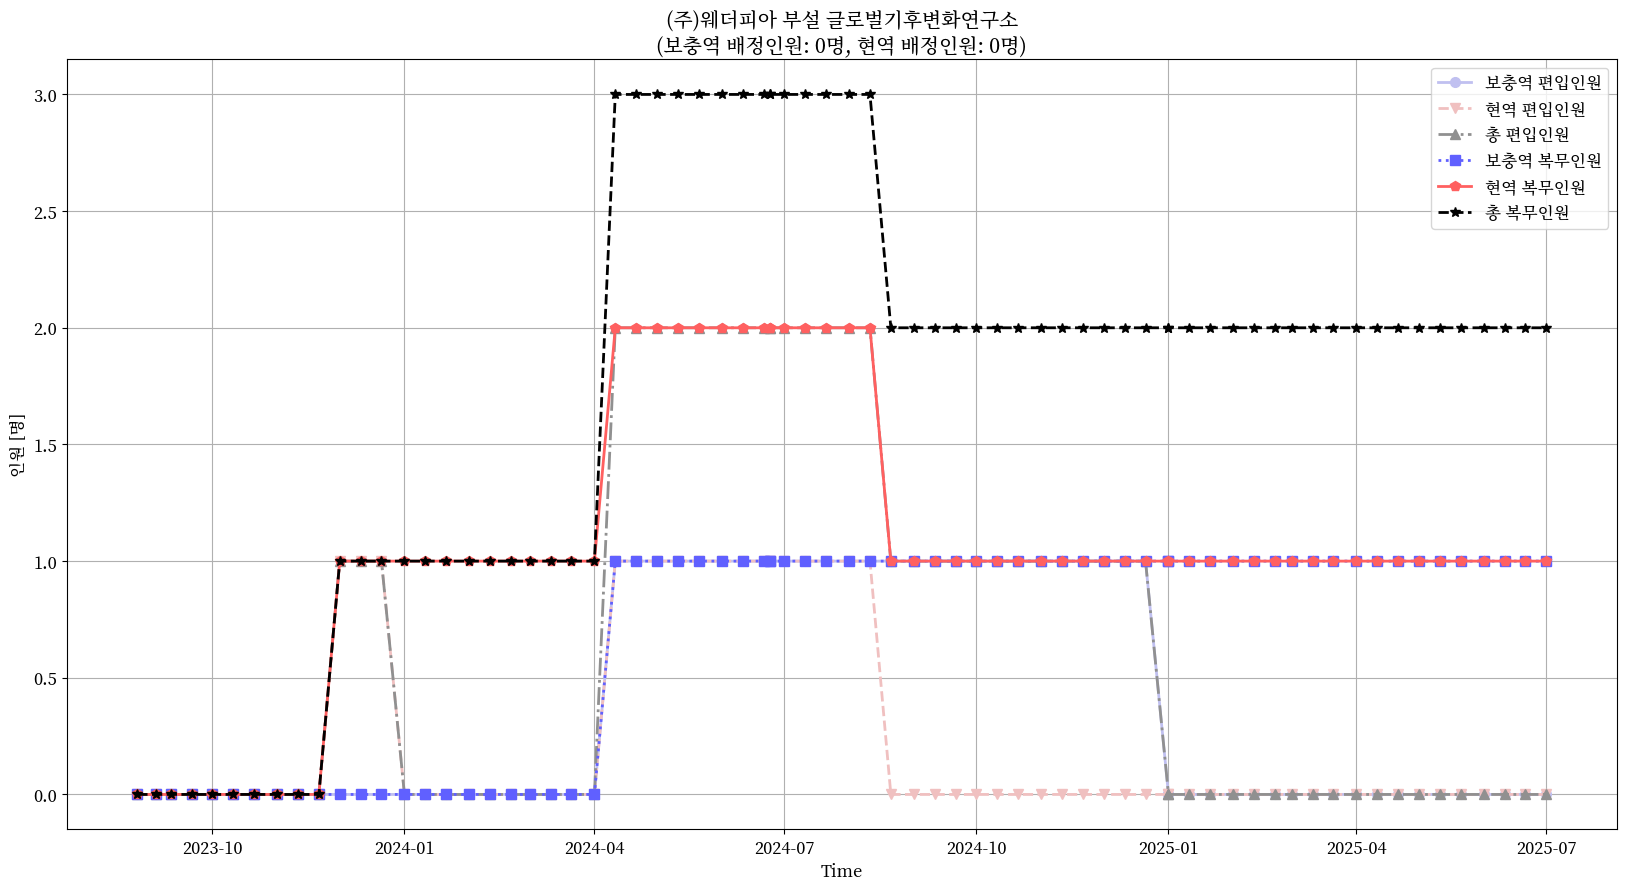 (주)웨더피아 부설 글로벌기후변화연구소
(보충역 배정인원: 0명, 현역 배정인원: 0명)
보충역 편입인원
현역 편입인원
총 편입인원
보충역 복무인원
현역 복무인원
총 복무인원
인원 [명]
3.0
2.5
2.0
1.5
1.0
0.5
0.0
2023-10
2024-01
2024-04
2024-07
2024-10
2025-01
2025-04
2025-07
Time